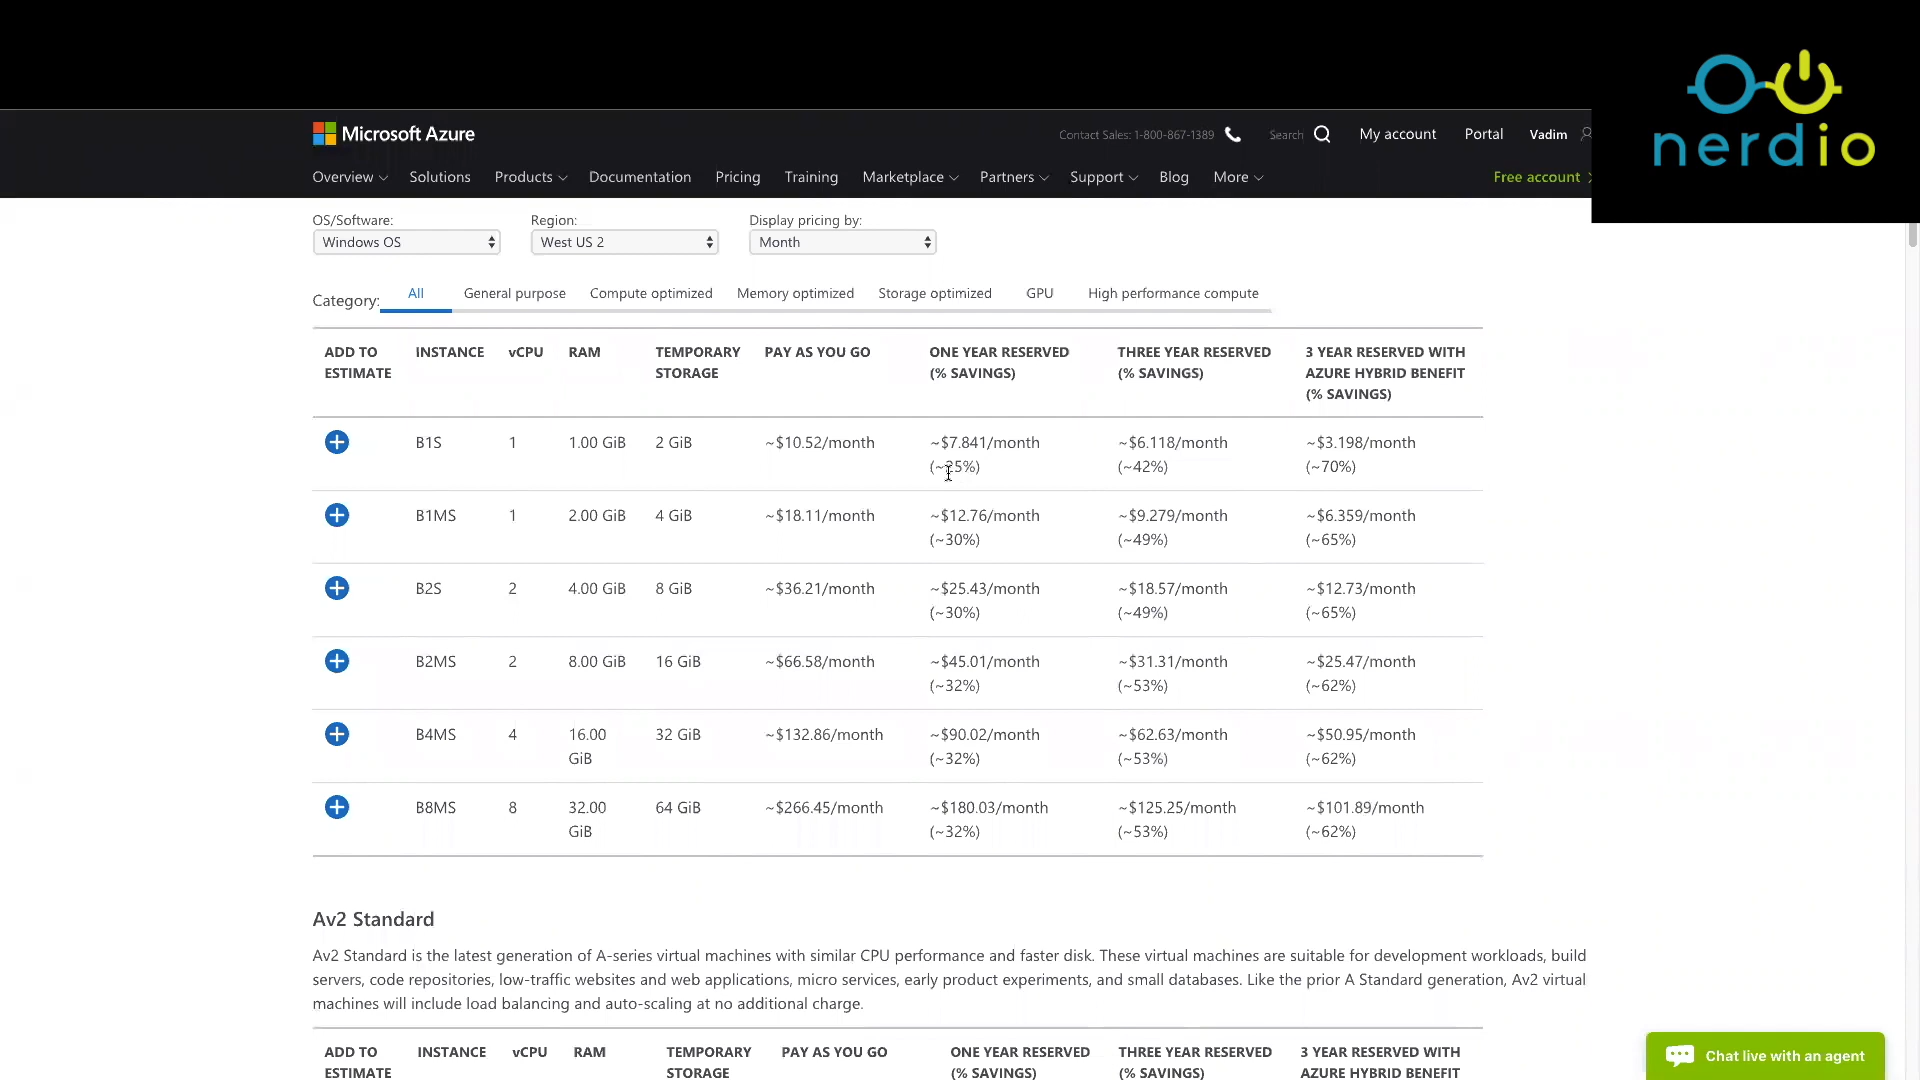 nerdio
Microsoft Azure
Contact Sales: 1-800-867-1389 Search My account Portal Vadim
Overview Solutions Products Documentation Pricing Training Marketplace Partners Support Blog More Free account
OS/Software: Region: Display pricing by:
Windows OS West US 2 Month
Category: All General purpose Compute optimized Memory optimized Storage optimized GPU High performance compute
ADD TO INSTANCE vCPU RAM TEMPORARY PAY AS YOU GO ONE YEAR RESERVED THREE YEAR RESERVED 3 YEAR RESERVED WITH
ESTIMATE STORAGE (% SAVINGS) (% SAVINGS) AZURE HYBRID BENEFIT
(% SAVINGS)
B1S 1 1.00 GiB 2 GiB ~$10.52/month ~$7.841/month ~$6.118/month ~$3.198/month
(~25%) (~42%) (~70%)
B1MS 1 2.00 GiB 4 GiB ~$18.11/month ~$12.76/month ~$9.279/month ~$6.359/month
(~30%) (~49%) (~65%)
B2S 2 4.00 GiB 8 GiB ~$36.21/month ~$25.43/month ~$18.57/month ~$12.73/month
(~30%) (~49%) (~65%)
B2MS 2 8.00 GiB 16 GiB ~$66.58/month ~$45.01/month ~$31.31/month ~$25.47/month
(~32%) (~53%) (~62%)
B4MS 4 16.00 32 GiB ~$132.86/month ~$90.02/month ~$62.63/month ~$50.95/month
GiB (~32%) (~53%) (~62%)
B8MS 8 32.00 64 GiB ~$266.45/month ~$180.03/month ~$125.25/month ~$101.89/month
GiB (~32%) (~53%) (~62%)
Av2 Standard
Av2 Standard is the latest generation of A-series virtual machines with similar CPU performance and faster disk. These virtual machines are suitable for development workloads, build
servers, code repositories, low-traffic websites and web applications, micro services, early product experiments, and small databases. Like the prior A Standard generation, Av2 virtual
machines will include load balancing and auto-scaling at no additional charge.
ADD TO INSTANCE vCPU RAM TEMPORARY PAY AS YOU GO ONE YEAR RESERVED THREE YEAR RESERVED 3 YEAR RESERVED WITH
ESTIMATE STORAGE (% SAVINGS) (% SAVINGS) AZURE HYBRID BENEFIT
Chat live with an agent